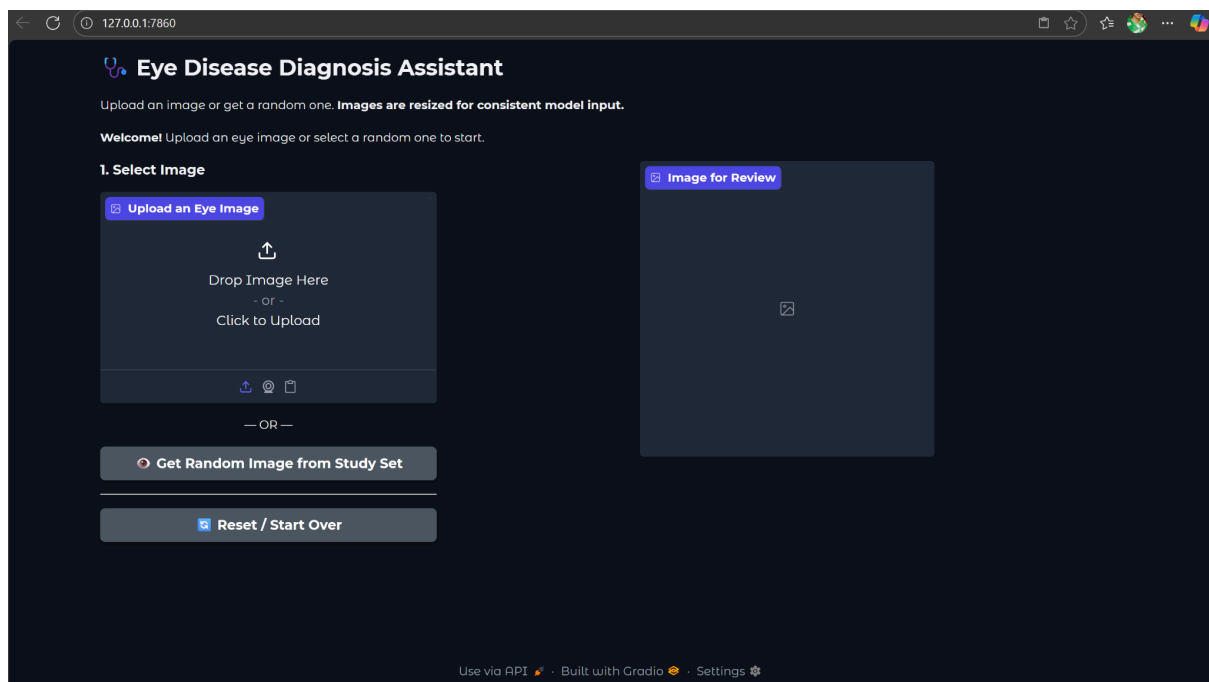 127.0.0.1:7860
Eye Disease Diagnosis Assistant
Upload an image or get a random one. Images are resized for consistent model input.
Welcome! Upload an eye image or select a random one to start.
1. Select Image
Upload an Eye Image
Drop Image Here
- or -
Click to Upload
— OR —
Get Random Image from Study Set
Reset / Start Over
Image for Review
Use via API · Built with Gradio · Settings